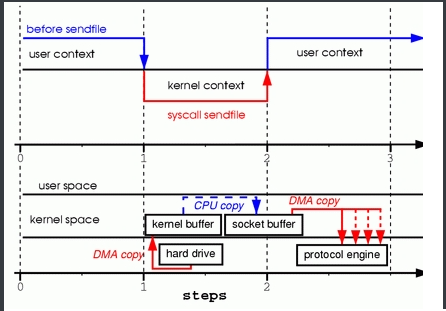 before sendfile
user context
user context
kernel context
syscall sendfile
0 1 2 3
user space
CPU copy
DMA copy
kernel space
kernel buffer
socket buffer
DMA copy
hard drive
protocol engine
0 1 2 3
steps